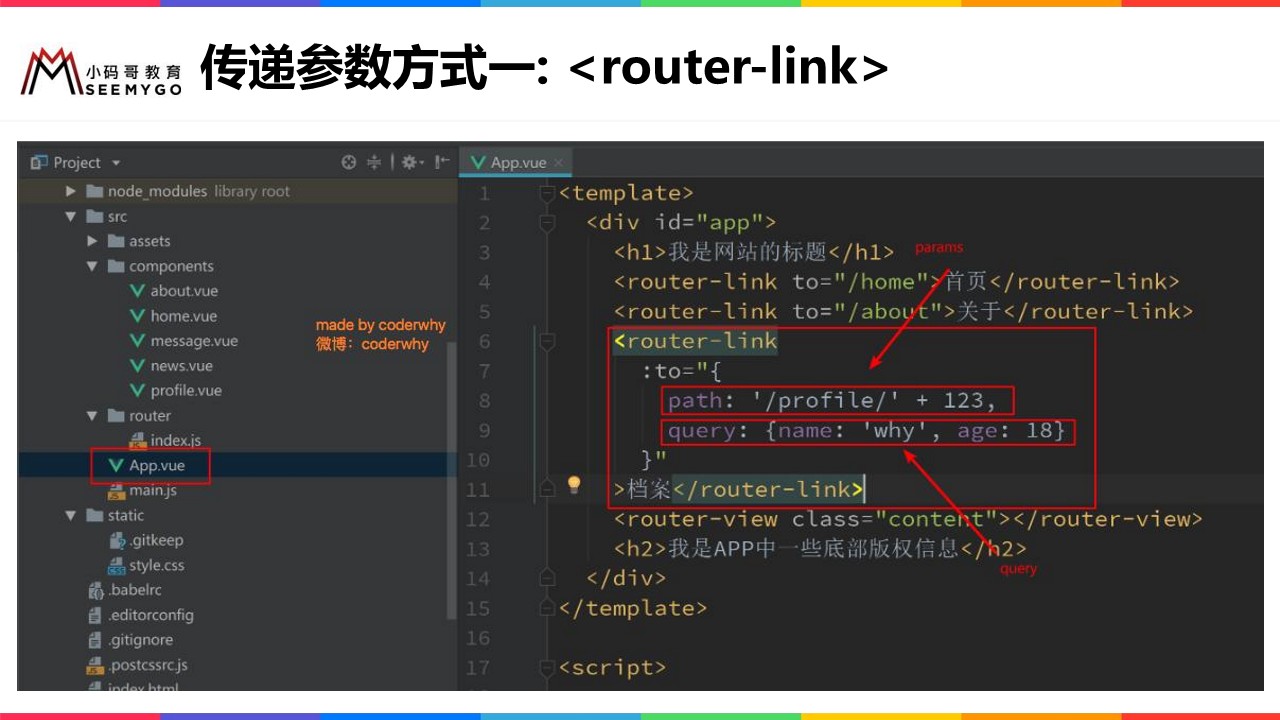 小码哥教育
SEEMYGO
传递参数方式一: <router-link>
Project
node_modules library root
src
assets
components
about.vue
home.vue
message.vue
news.vue
profile.vue
router
index.js
App.vue
main.js
static
.gitkeep
style.css
.babelrc
.editorconfig
.gitignore
.postcssrc.js
index.html
made by coderwhy
微博：coderwhy
App.vue
1 <template>
2 <div id="app">
3 <h1>我是网站的标题</h1>
params
4 <router-link to="/home">首页</router-link>
5 <router-link to="/about">关于</router-link>
6 <router-link
7 :to="{
8 path: '/profile/' + 123,
9 query: {name: 'why', age: 18}
10 }"
11 >档案</router-link>
12 <router-view class="content"></router-view>
13 <h2>我是APP中一些底部版权信息</h2>
query
14 </div>
15 </template>
16
17 <script>